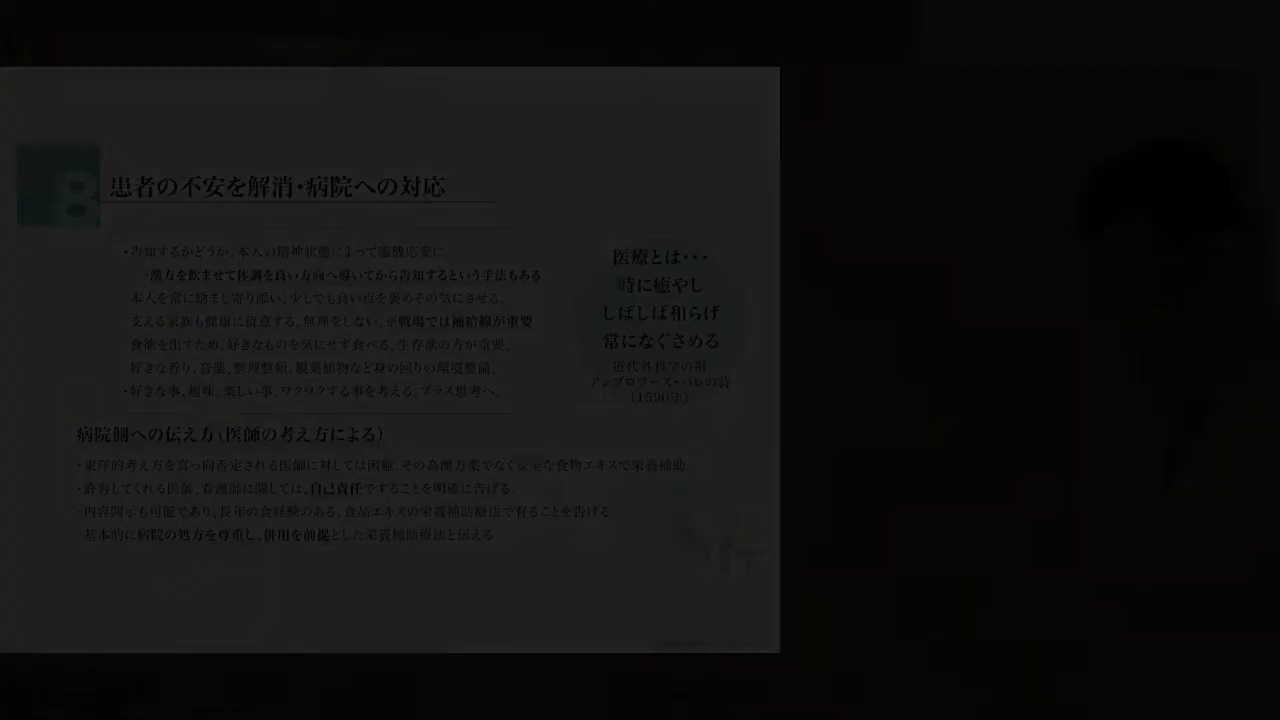 8
患者の不安を解消・病院への対応
・告知するかどうか、本人の精神状態によって臨機応変に。
・漢方を飲ませて体調を良い方向へ導いてから告知するという手法もある
本人を常に励まし寄り添い、少しでも良い点を褒めその気にさせる。
支える家族も健康に留意する。無理をしない。※戦場では補給線が重要
食欲を出すため、好きなものを気にせず食べる。生存欲の方が重要。
好きな香り、音楽、整理整頓、観葉植物など身の回りの環境整備。
・好きな事、趣味、楽しい事、ワクワクする事を考える。プラス思考へ。
医療とは・・・
時に癒やし
しばしば和らげ
常になぐさめる
近代外科学の祖
アンブロワーズ・パレの詩
(1590年)
病院側への伝え方(医師の考え方による)
・東洋的考え方を真っ向否定される医師に対しては困難。その為漢方薬でなく安全な食物エキスで栄養補助。
・許容してくれる医師、看護師に関しては、自己責任ですることを明確に告げる。
・内容開示も可能であり、長年の食経験のある、食品エキスの栄養補助療法で有ることを告げる
基本的に病院の処方を尊重し、併用を前提とした栄養補助療法と伝える